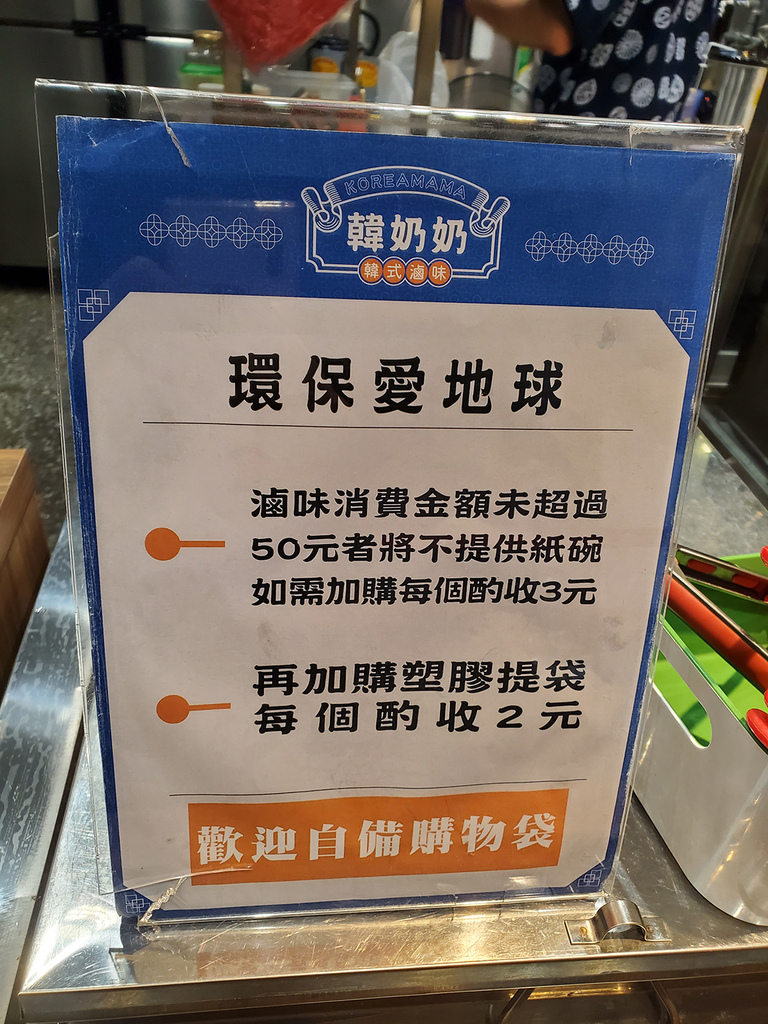 KOREAMAMA
韓奶奶
韓式滷味
環保愛地球
滷味消費金額未超過
50元者將不提供紙碗
如需加購每個酌收3元
再加購塑膠提袋
每個酌收2元
歡迎自備購物袋